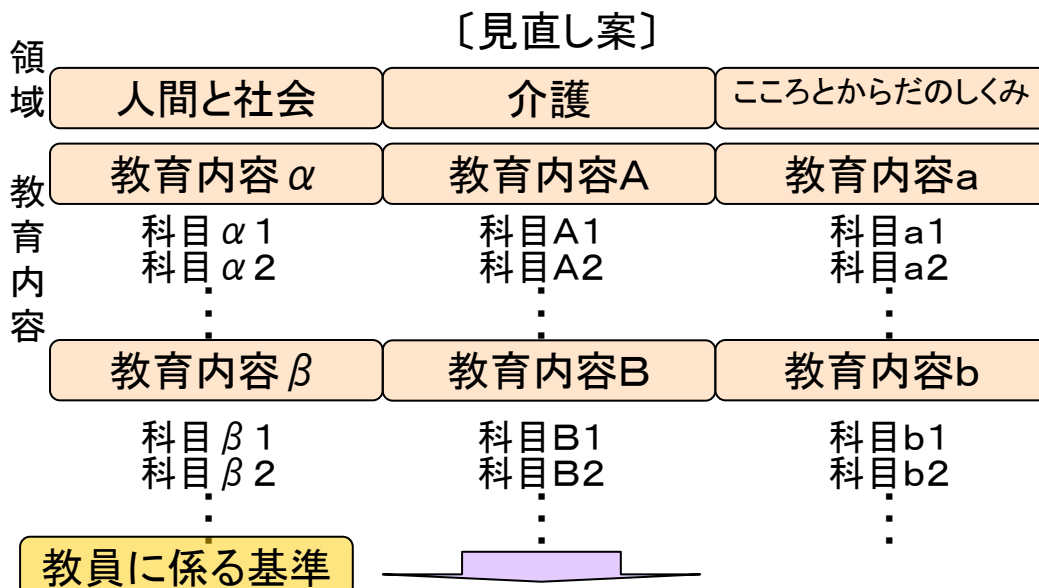 〔見直し案〕
領域
人間と社会 介護 こころとからだのしくみ
教育内容
教育内容α 教育内容A 教育内容a
科目α1 科目A1 科目a1
科目α2 科目A2 科目a2
教育内容β 教育内容B 教育内容b
科目β1 科目B1 科目b1
科目β2 科目B2 科目b2
教員に係る基準